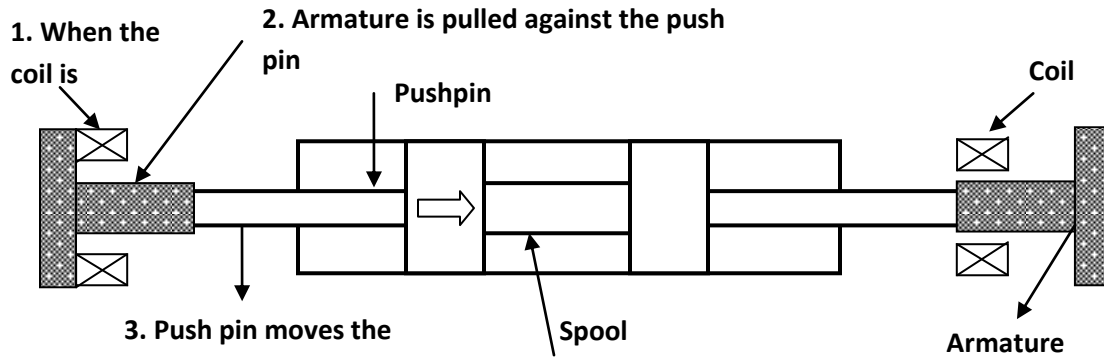 1. When the
coil is
2. Armature is pulled against the push
pin
Pushpin
Coil
3. Push pin moves the
Spool
Armature